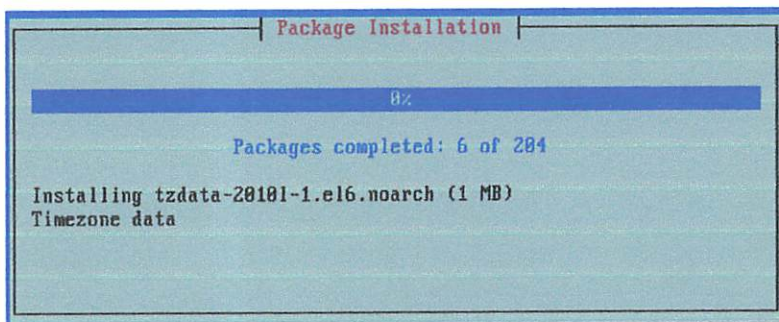 Package Installation
0%
Packages completed: 6 of 204
Installing tzdata-2010l-1.el6.noarch (1 MB)
Timezone data